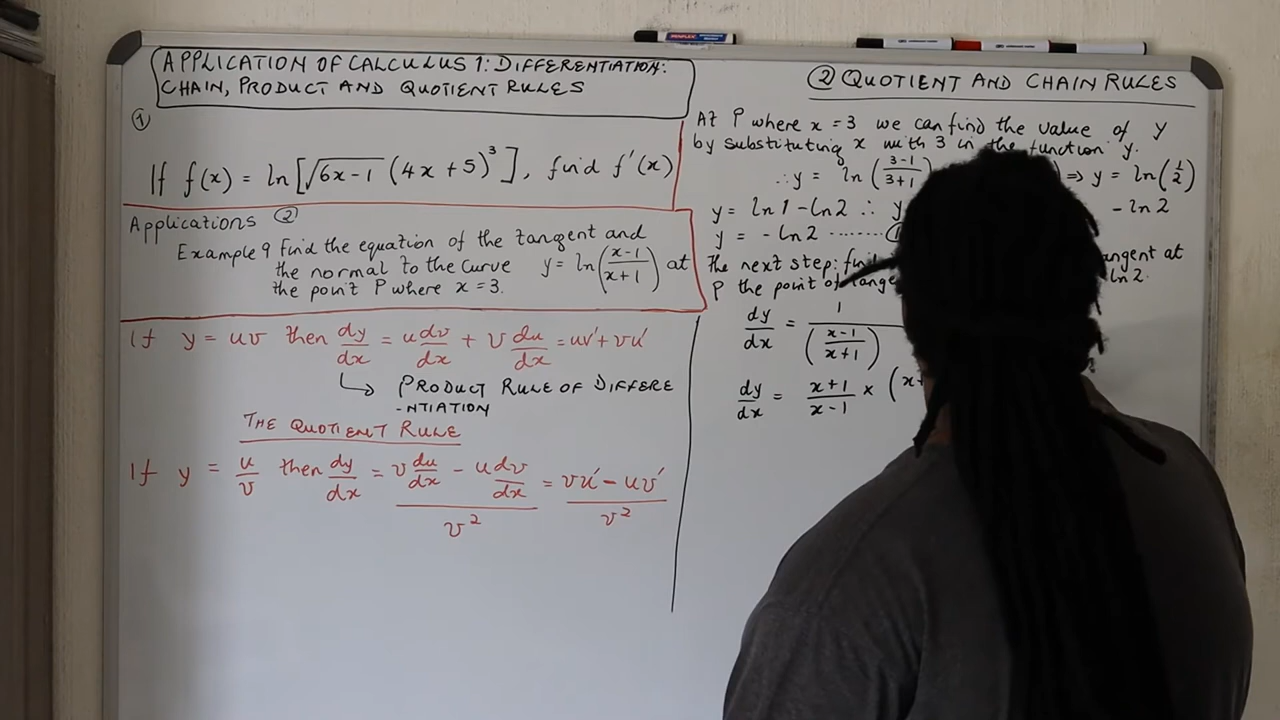 APPLICATION OF CALCULUS 1: DIFFERENTIATION:
CHAIN, PRODUCT AND QUOTIENT RULES
①
If f(x) = ln[√(6x-1) (4x+5)³], find f'(x)
Applications ②
Example 9 Find the equation of the tangent and
the normal to the curve y = ln((x-1)/(x+1)) at
the point P where x = 3.
If y = uv then dy/dx = u dv/dx + v du/dx = uv' + vu'
↳ PRODUCT RULE OF DIFFERE
-NTIATION
THE QUOTIENT RULE
If y = u/v then dy/dx = (v du/dx - u dv/dx)/v² = (vu' - uv')/v²
② QUOTIENT AND CHAIN RULES
At P where x = 3 we can find the value of y
by substituting x with 3 in the function y.
∴ y = ln((3-1)/(3+1)) ⇒ y = ln(1/2)
y = ln1 - ln2 ∴ y - ln2
y = -ln2 ........
The next step: find angent at
P the point of ln2.
dy/dx = 1/((x-1)/(x+1))
dy/dx = (x+1)/(x-1) × (x+